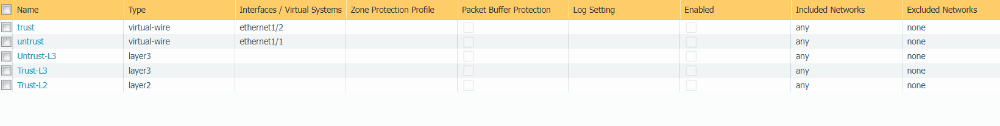 Name Type Interfaces / Virtual Systems Zone Protection Profile Packet Buffer Protection Log Setting Enabled Included Networks Excluded Networks
trust virtual-wire ethernet1/2 any none
untrust virtual-wire ethernet1/1 any none
Untrust-L3 layer3 any none
Trust-L3 layer3 any none
Trust-L2 layer2 any none